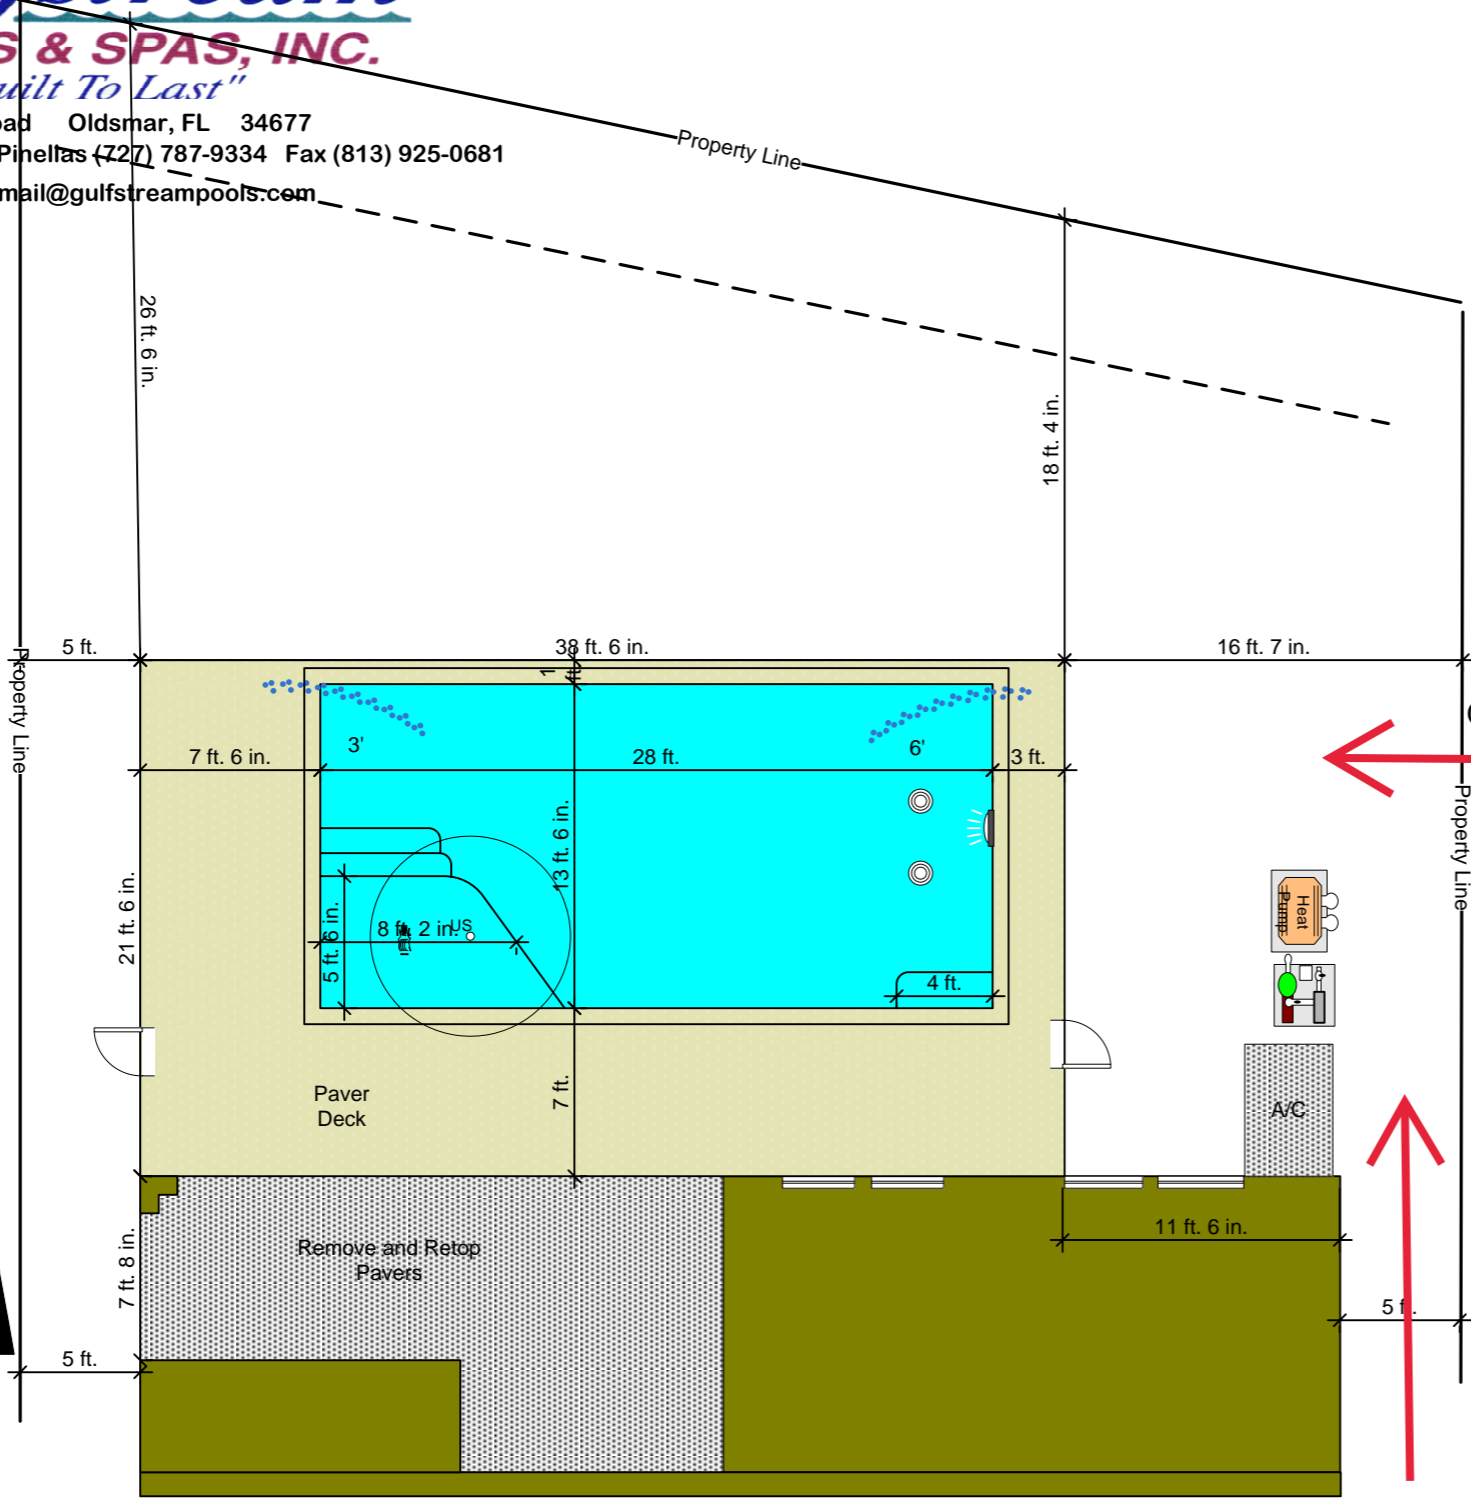 S & SPAS, INC.
uilt To Last"
oad Oldsmar, FL 34677
Pinellas (727) 787-9334 Fax (813) 925-0681
mail@gulfstreampools.com
Property Line
26 ft. 6 in.
18 ft. 4 in.
5 ft.
38 ft. 6 in.
16 ft. 7 in.
Property Line
1 ft.
3'
6'
7 ft. 6 in.
28 ft.
3 ft.
Property Line
13 ft. 6 in.
21 ft. 6 in.
5 ft. 6 in.
8 ft. 2 in.
US
Heat
Pump
4 ft.
Paver
Deck
7 ft.
A/C
Remove and Retop
Pavers
7 ft. 8 in.
11 ft. 6 in.
5 ft.
5 ft.